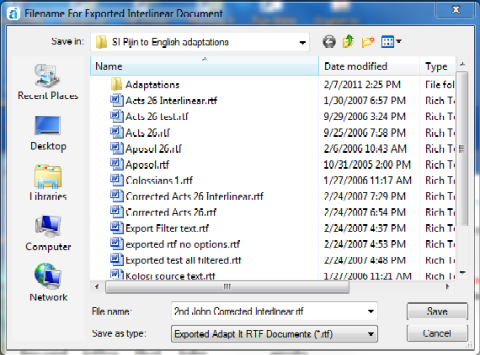 Filename For Exported Interlinear Document
Save in: SI Pijin to English adaptations
Name Date modified Type
Adaptations 2/7/2011 2:25 PM File fol
Acts 26 Interlinear.rtf 1/30/2007 6:57 PM Rich Te
Acts 26 test.rtf 9/29/2006 3:24 PM Rich Te
Acts 26.rtf 9/25/2006 7:58 PM Rich Te
Aposol 26.rtf 2/6/2006 10:43 AM Rich Te
Aposol.rtf 10/31/2005 2:00 PM Rich Te
Colossians 1.rtf 1/27/2006 11:17 AM Rich Te
Corrected Acts 26 Interlinear.rtf 2/24/2007 7:29 PM Rich Te
Corrected Acts 26.rtf 2/24/2007 6:54 PM Rich Te
Export Filter text.rtf 2/24/2007 4:37 PM Rich Te
exported rtf no options.rtf 2/24/2007 4:53 PM Rich Te
Exported test all filtered.rtf 2/24/2007 4:48 PM Rich Te
Kolosi source text.rtf 1/27/2006 11:21 AM Rich Te
Recent Places
Desktop
Libraries
Computer
Network
File name: 2nd John Corrected Interlinear.rtf Save
Save as type: Exported Adapt It RTF Documents (*.rtf) Cancel